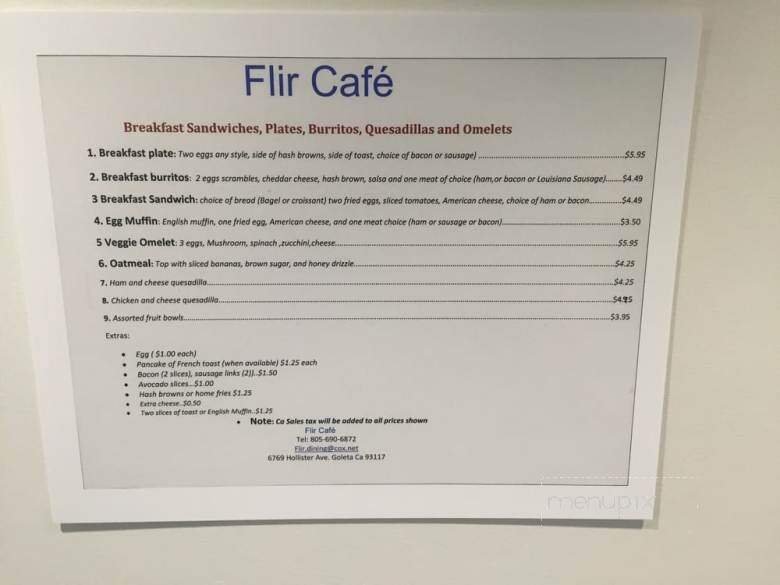 Flir Café
Breakfast Sandwiches, Plates, Burritos, Quesadillas and Omelets
1. Breakfast plate: Two eggs any style, side of hash browns, side of toast, choice of bacon or sausage) ........$5.95
2. Breakfast burritos: 2 eggs scrambles, cheddar cheese, hash brown, salsa and one meat of choice (ham,or bacon or Louisiana Sausage).......$4.49
3 Breakfast Sandwich: choice of bread (Bagel or croissant) two fried eggs, sliced tomatoes, American cheese, choice of ham or bacon............$4.49
4. Egg Muffin: English muffin, one fried egg, American cheese, and one meat choice (ham or sausage or bacon)........$3.50
5 Veggie Omelet: 3 eggs, Mushroom, spinach ,zucchini,cheese........$5.95
6. Oatmeal: Top with sliced bananas, brown sugar, and honey drizzle........$4.25
7. Ham and cheese quesadilla........$4.25
8. Chicken and cheese quesadilla........
9. Assorted fruit bowls........$3.95
Extras:
• Egg ( $1.00 each)
• Pancake of French toast (when available) $1.25 each
• Bacon (2 slices), sausage links (2))..$1.50
• Avocado slices...$1.00
• Hash browns or home fries $1.25
• Extra cheese..$0.50
• Two slices of toast or English Muffin..$1.25
• Note: Ca Sales tax will be added to all prices shown
Flir Café
Tel: 805-690-6872
Flir.dining@cox.net
6769 Hollister Ave. Goleta Ca 93117
menupix